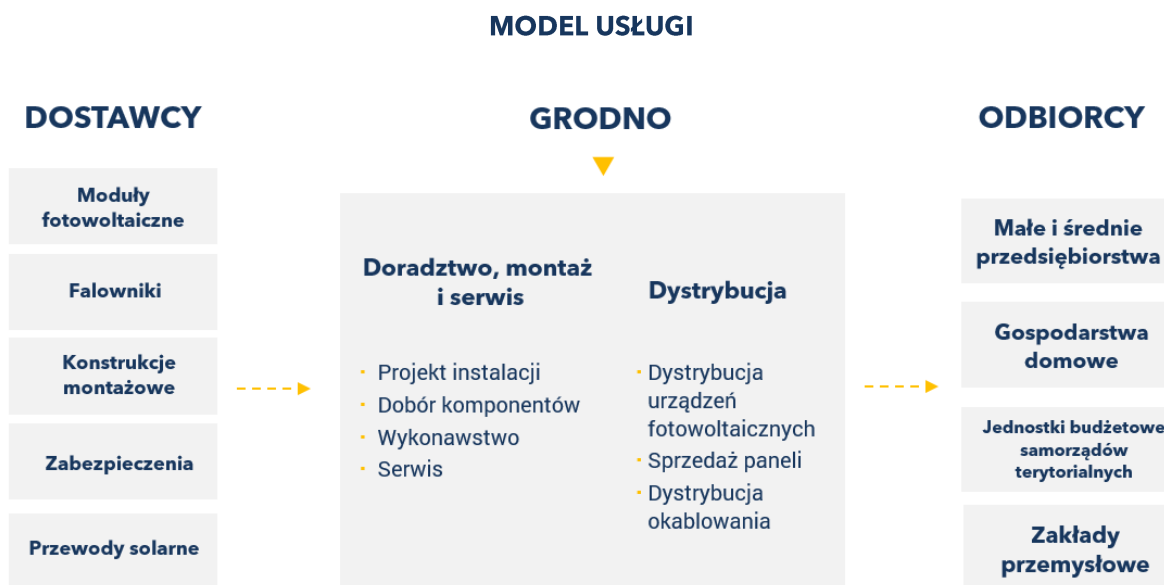 MODEL USŁUGI
DOSTAWCY
Moduły
fotowoltaiczne
Falowniki
Konstrukcje
montażowe
Zabezpieczenia
Przewody solarne
GRODNO
Doradztwo, montaż
i serwis
· Projekt instalacji
· Dobór komponentów
· Wykonawstwo
· Serwis
Dystrybucja
· Dystrybucja
urządzeń
fotowoltaicznych
· Sprzedaż paneli
· Dystrybucja
okablowania
ODBIORCY
Małe i średnie
przedsiębiorstwa
Gospodarstwa
domowe
Jednostki budżetowe
samorządów
terytorialnych
Zakłady
przemysłowe